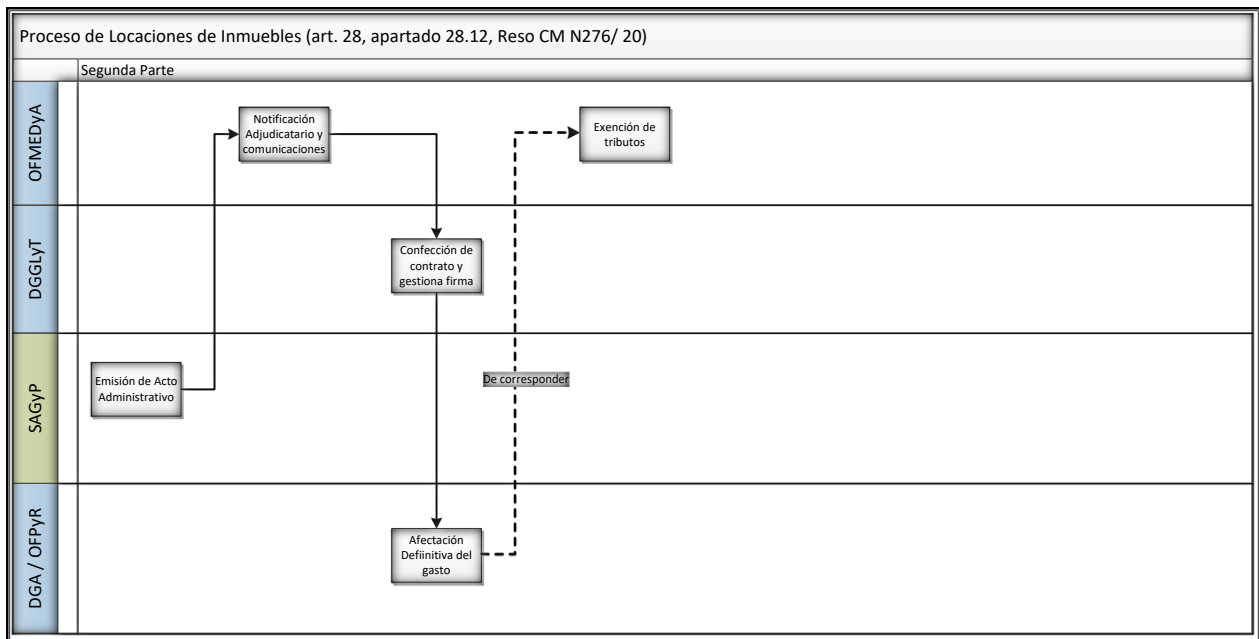 Proceso de Locaciones de Inmuebles (art. 28, apartado 28.12, Reso CM N276/ 20)
Segunda Parte
OFMEDyA
Notificación
Adjudicatario y
comunicaciones
Exención de
tributos
DGGLyT
Confección de
contrato y
gestiona firma
SAGyP
Emisión de Acto
Administrativo
De corresponder
DGA / OFPyR
Afectación
Defiinitiva del
gasto